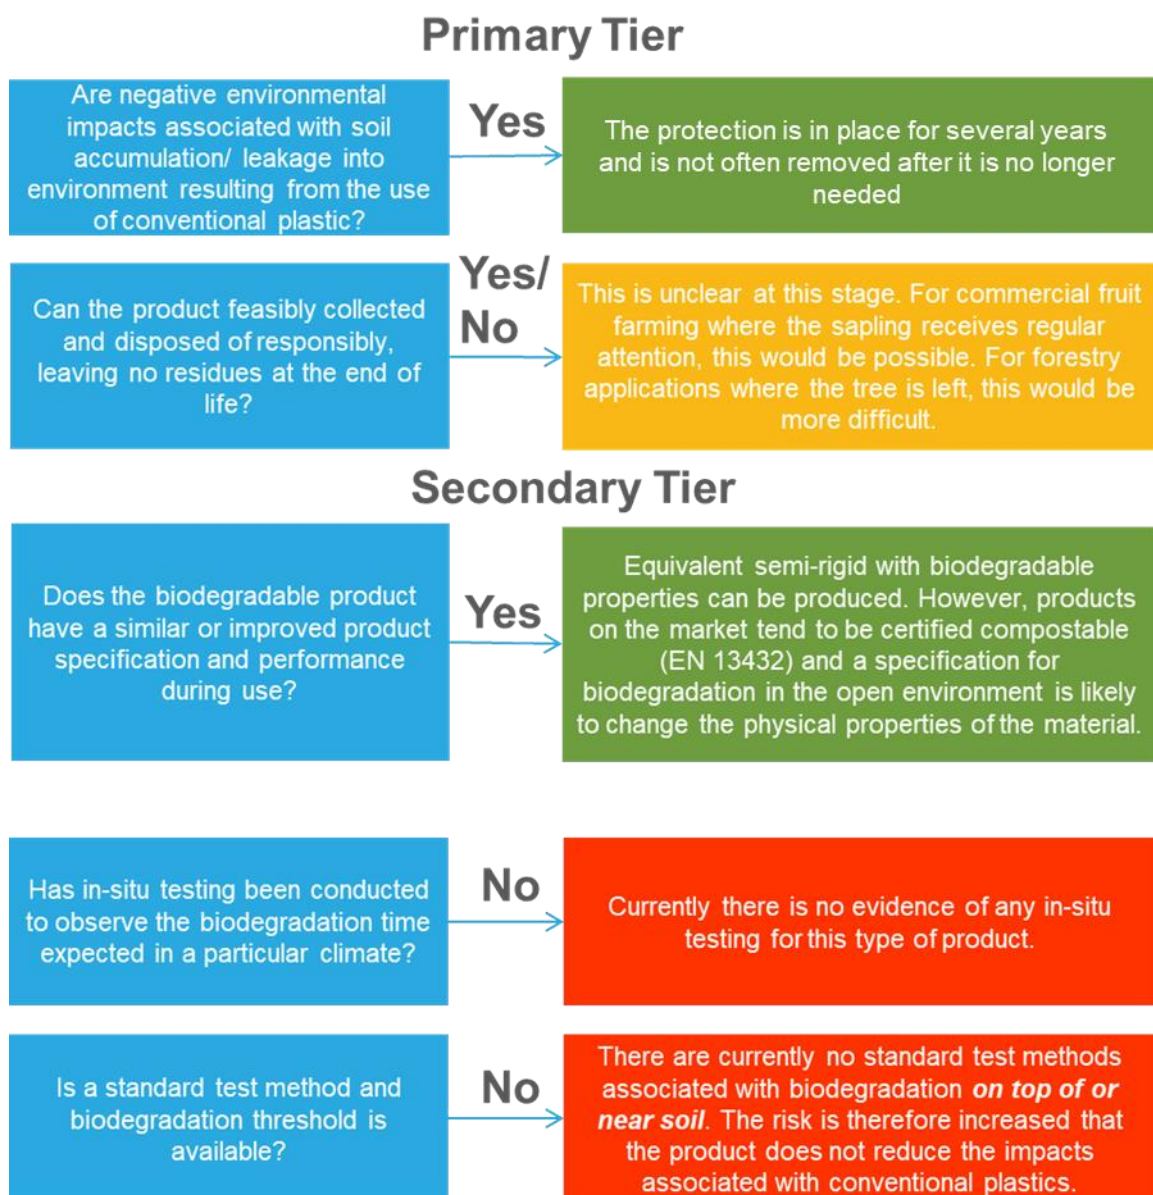 Primary Tier
Are negative environmental
impacts associated with soil
accumulation/ leakage into
environment resulting from the use
of conventional plastic?
Yes
The protection is in place for several years
and is not often removed after it is no longer
needed
Can the product feasibly collected
and disposed of responsibly,
leaving no residues at the end of
life?
Yes/
No
This is unclear at this stage. For commercial fruit
farming where the sapling receives regular
attention, this would be possible. For forestry
applications where the tree is left, this would be
more difficult.
Secondary Tier
Does the biodegradable product
have a similar or improved product
specification and performance
during use?
Yes
Equivalent semi-rigid with biodegradable
properties can be produced. However, products
on the market tend to be certified compostable
(EN 13432) and a specification for
biodegradation in the open environment is likely
to change the physical properties of the material.
Has in-situ testing been conducted
to observe the biodegradation time
expected in a particular climate?
No
Currently there is no evidence of any in-situ
testing for this type of product.
Is a standard test method and
biodegradation threshold is
available?
No
There are currently no standard test methods
associated with biodegradation on top of or
near soil. The risk is therefore increased that
the product does not reduce the impacts
associated with conventional plastics.